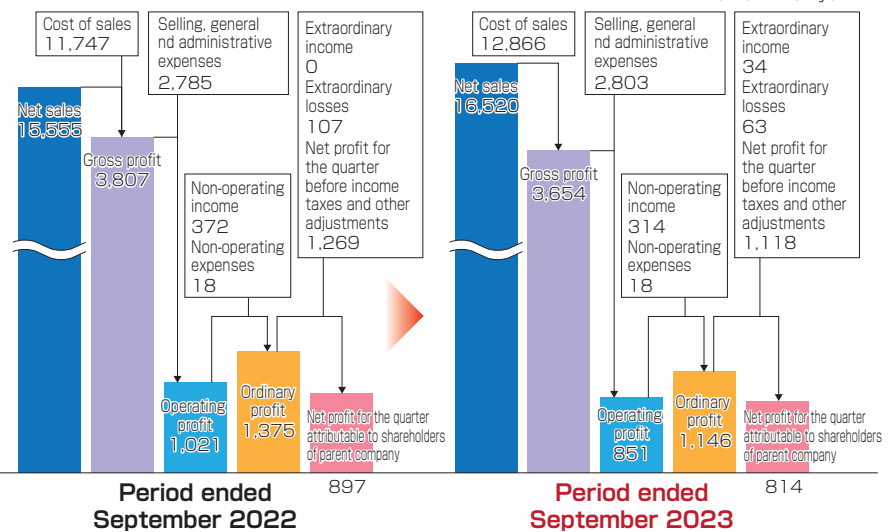 Cost of sales
11,747
Selling, general
nd administrative
expenses
2,785
Extraordinary
income
0
Extraordinary
losses
107
Net profit for
the quarter
before income
taxes and other
adjustments
1,269
Net sales
15,555
Gross profit
3,807
Non-operating
income
372
Non-operating
expenses
18
Operating
profit
1,021
Ordinary
profit
1,375
Net profit for the quarter
attributable to shareholders
of parent company
897
Period ended
September 2022
Cost of sales
12,866
Selling, general
nd administrative
expenses
2,803
Extraordinary
income
34
Extraordinary
losses
63
Net profit for
the quarter
before income
taxes and other
adjustments
1,118
Net sales
16,520
Gross profit
3,654
Non-operating
income
314
Non-operating
expenses
18
Operating
profit
851
Ordinary
profit
1,146
Net profit for the quarter
attributable to shareholders
of parent company
814
Period ended
September 2023